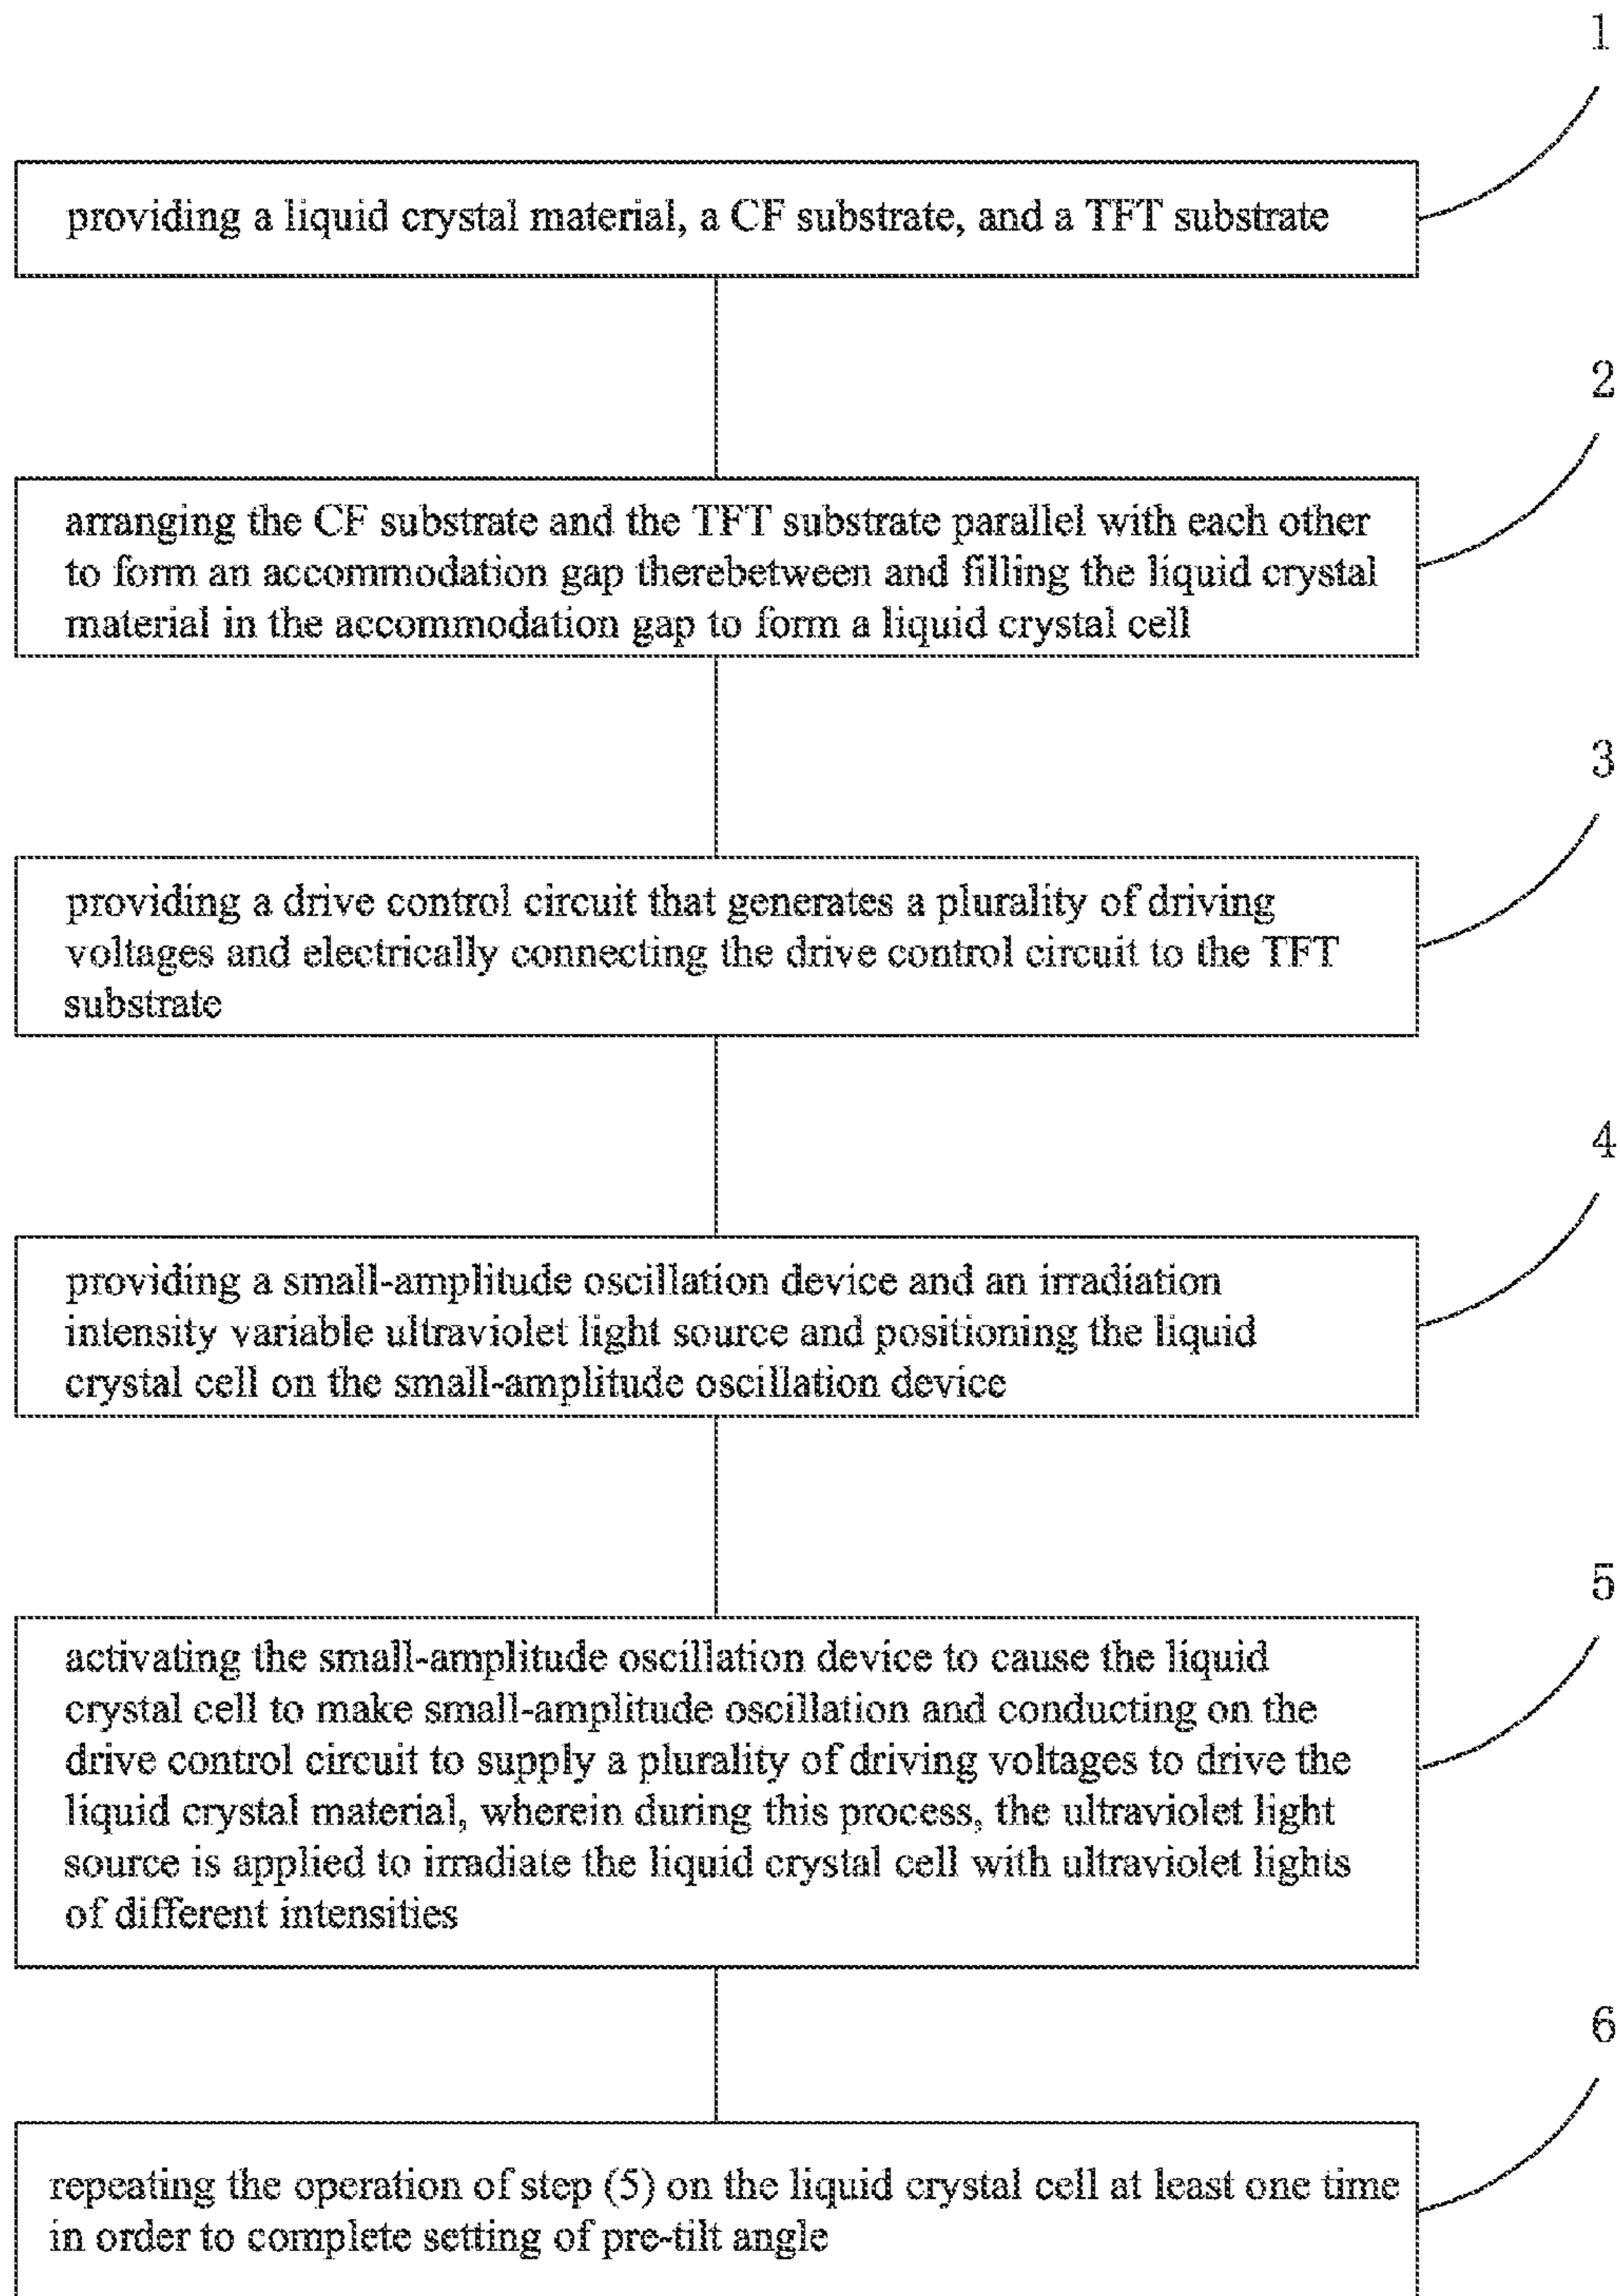 1
providing a liquid crystal material, a CF substrate, and a TFT substrate
2
arranging the CF substrate and the TFT substrate parallel with each other
to form an accommodation gap therebetween and filling the liquid crystal
material in the accommodation gap to form a liquid crystal cell
3
providing a drive control circuit that generates a plurality of driving
voltages and electrically connecting the drive control circuit to the TFT
substrate
4
providing a small-amplitude oscillation device and an irradiation
intensity variable ultraviolet light source and positioning the liquid
crystal cell on the small-amplitude oscillation device
5
activating the small-amplitude oscillation device to cause the liquid
crystal cell to make small-amplitude oscillation and conducting on the
drive control circuit to supply a plurality of driving voltages to drive the
liquid crystal material, wherein during this process, the ultraviolet light
source is applied to irradiate the liquid crystal cell with ultraviolet lights
of different intensities
6
repeating the operation of step (5) on the liquid crystal cell at least one time
in order to complete setting of pre-tilt angle